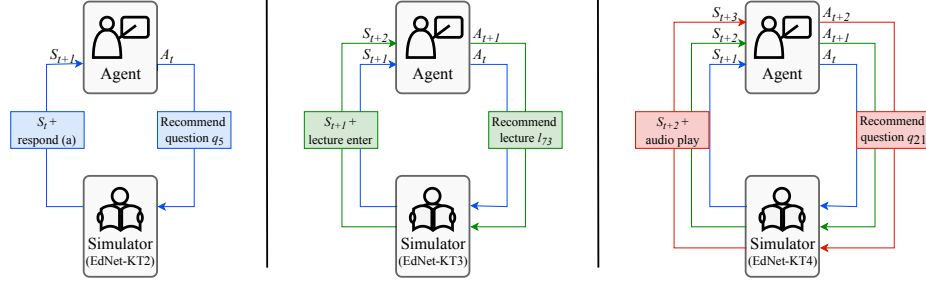 S_{t+1}
A_t
Agent
S_t +
respond (a)
Recommend
question q_5
Simulator
(EdNet-KT2)
S_{t+2}
A_{t+1}
S_{t+1}
A_t
Agent
S_{t+1} +
lecture enter
Recommend
lecture l_{73}
Simulator
(EdNet-KT3)
S_{t+3}
A_{t+2}
S_{t+2}
A_{t+1}
S_{t+1}
A_t
Agent
S_{t+2} +
audio play
Recommend
question q_{21}
Simulator
(EdNet-KT4)